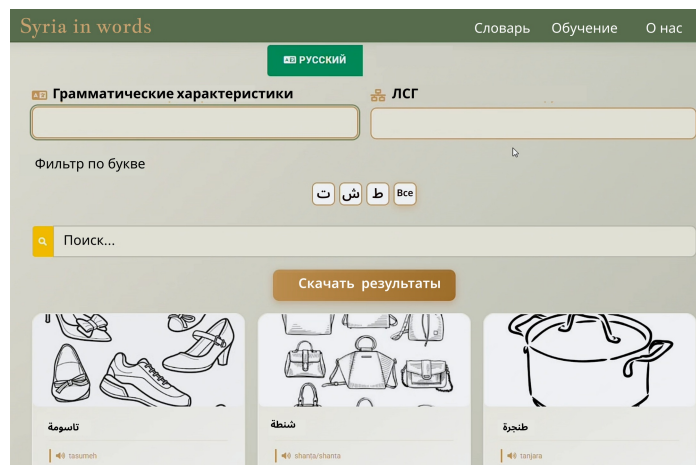 Syria in words
Словарь Обучение О нас
РУССКИЙ
Грамматические характеристики
ЛСГ
Фильтр по букве
ت ش ط Все
Поиск...
Скачать результаты
تاسومة
tasumeh
شنطة
shanta/shanta
طنجرة
tanjara